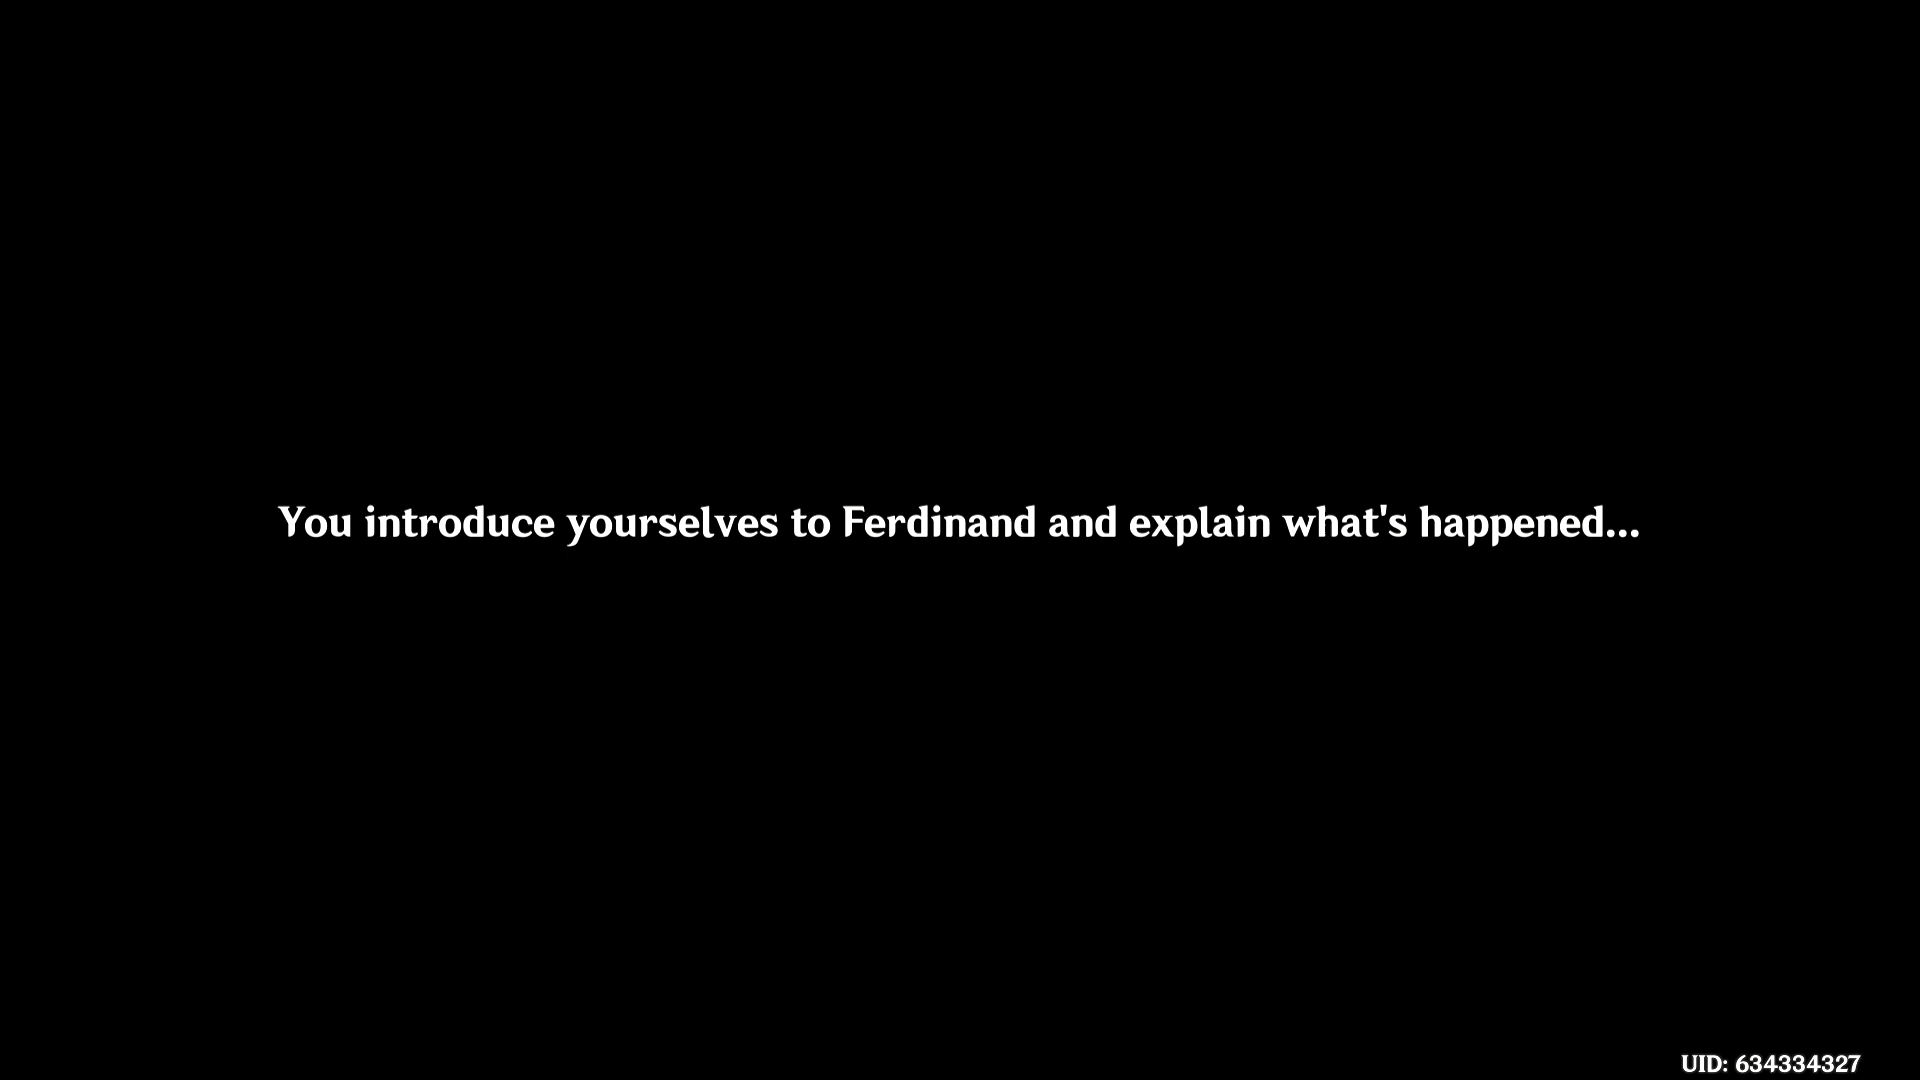 You introduce yourselves to Ferdinand and explain what's happened...
UID: 634334327